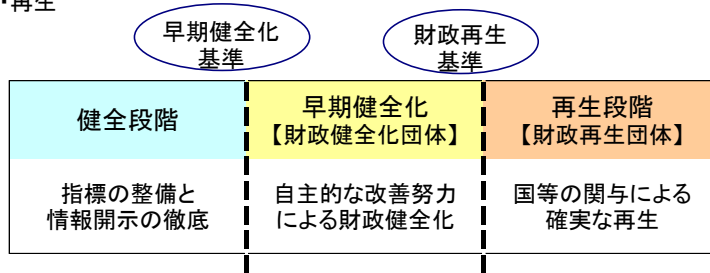 ・再生
早期健全化
基準
財政再生
基準
健全段階
早期健全化
【財政健全化団体】
再生段階
【財政再生団体】
指標の整備と
情報開示の徹底
自主的な改善努力
による財政健全化
国等の関与による
確実な再生